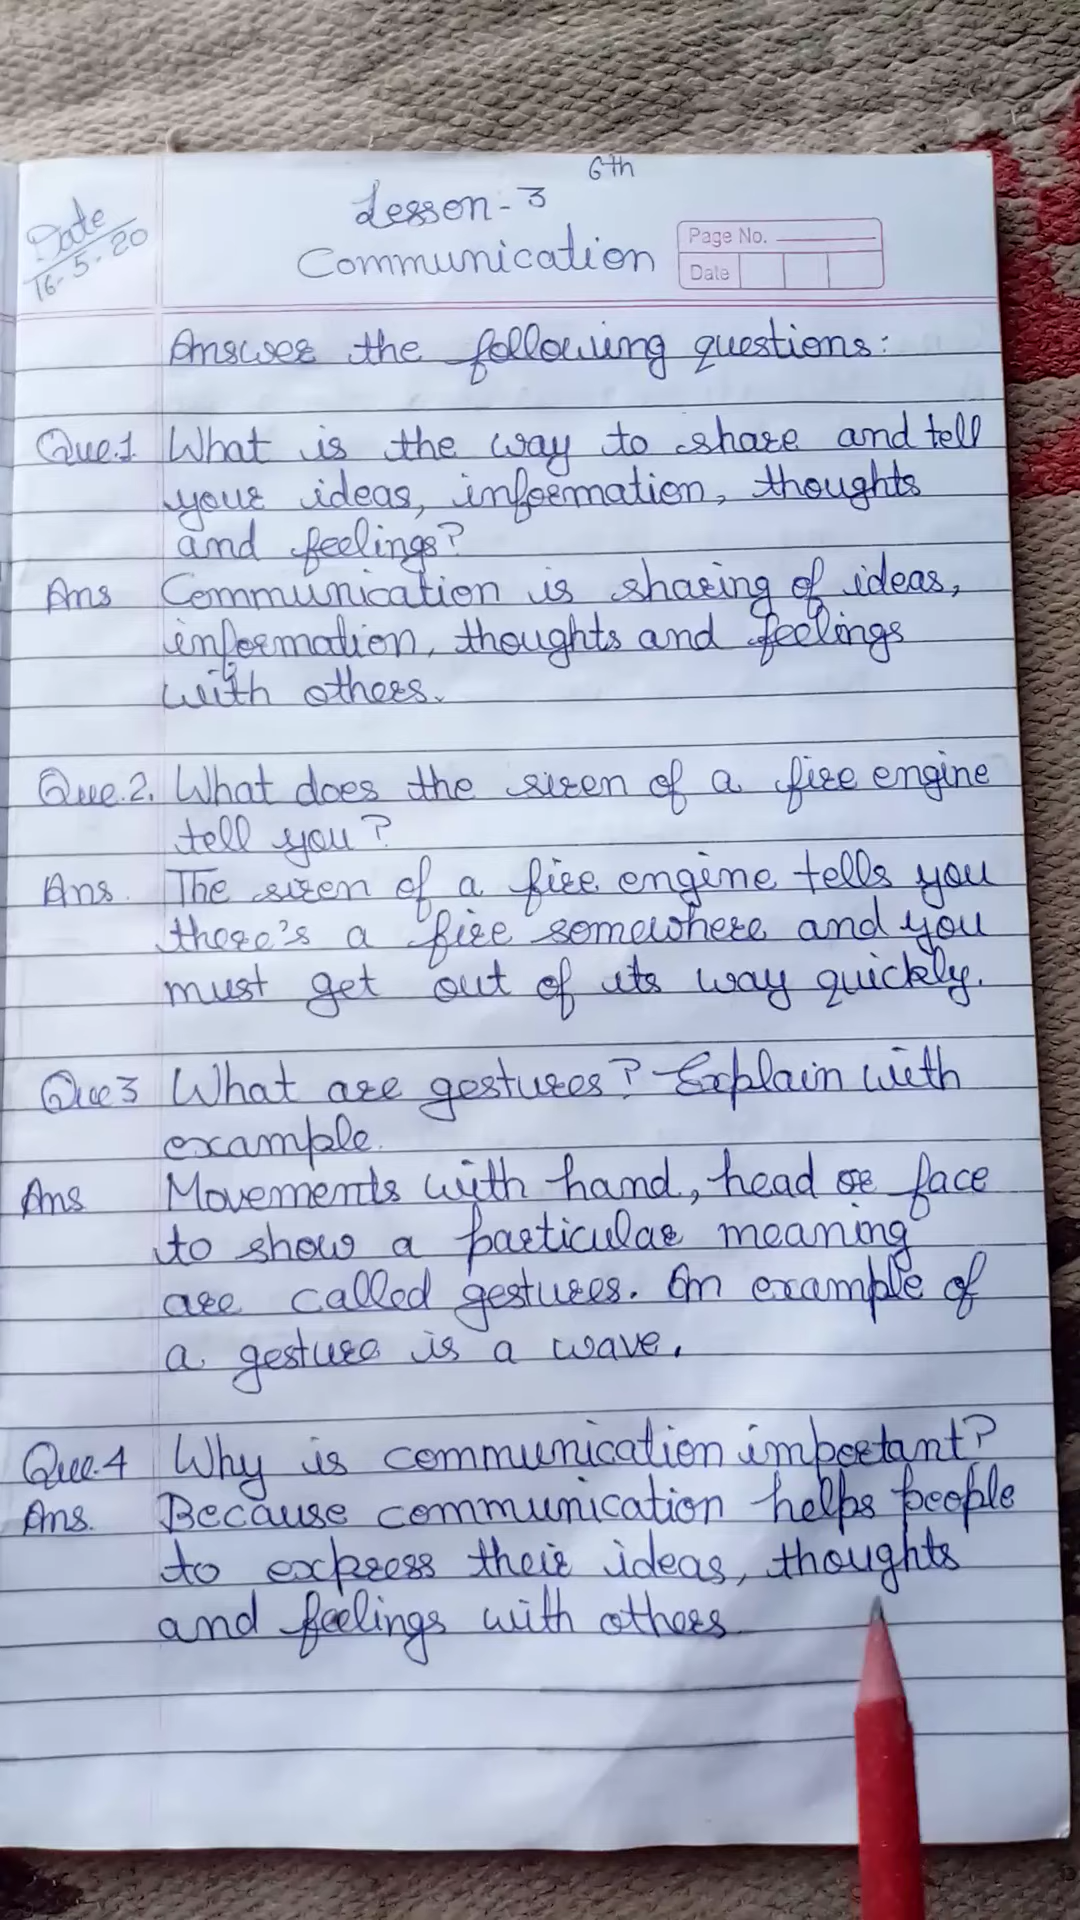 6th
Date
16-5-20
Lesson-3
Communication
Page No.
Date
Answer the following questions:
Que.1 What is the way to share and tell
your ideas, information, thoughts
and feelings?
Ans Communication is sharing of ideas,
information, thoughts and feelings
with others.
Que.2. What does the siren of a fire engine
tell you?
Ans. The siren of a fire engine tells you
there's a fire somewhere and you
must get out of its way quickly.
Que3 What are gestures? Explain with
example.
Ans Movements with hand, head or face
to show a particular meaning
are called gestures. An example of
a gesture is a wave.
Que.4 Why is communication important?
Ans. Because communication helps people
to express their ideas, thoughts
and feelings with others